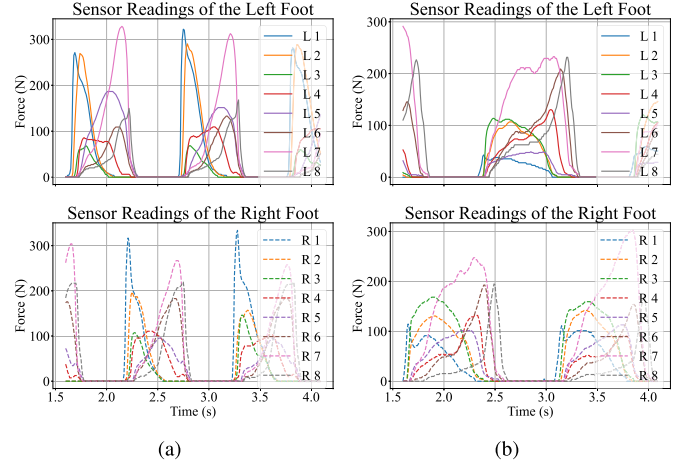 Sensor Readings of the Left Foot
Force (N)
300
200
100
0
L 1
L 2
L 3
L 4
L 5
L 6
L 7
L 8
Sensor Readings of the Left Foot
Force (N)
300
200
100
0
L 1
L 2
L 3
L 4
L 5
L 6
L 7
L 8
Sensor Readings of the Right Foot
Force (N)
300
200
100
0
R 1
R 2
R 3
R 4
R 5
R 6
R 7
R 8
1.5 2.0 2.5 3.0 3.5 4.0
Time (s)
Sensor Readings of the Right Foot
Force (N)
300
200
100
0
R 1
R 2
R 3
R 4
R 5
R 6
R 7
R 8
1.5 2.0 2.5 3.0 3.5 4.0
Time (s)
(a)
(b)